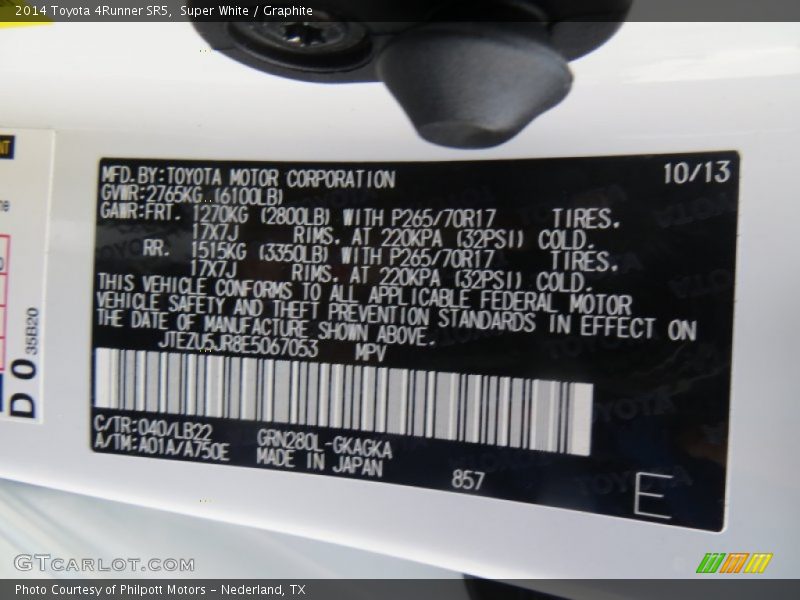 2014 Toyota 4Runner SR5,  Super White / Graphite
MFD.BY:TOYOTA MOTOR CORPORATION 10/13
GVWR:2765KG (6100LB)
GAWR:FRT. 1270KG (2800LB) WITH P265/70R17 TIRES.
17X7J RIMS. AT 220KPA (32PSI) COLD.
RR. 1515KG (3350LB) WITH P265/70R17 TIRES.
17X7J RIMS. AT 220KPA (32PSI) COLD.
THIS VEHICLE CONFORMS TO ALL APPLICABLE FEDERAL MOTOR
VEHICLE SAFETY AND THEFT PREVENTION STANDARDS IN EFFECT ON
THE DATE OF MANUFACTURE SHOWN ABOVE.
JTEZU5JR8E5067053 MPV
C/TR:040/LB22 GRN280L-GKAGKA
A/TM:A01A/A750E MADE IN JAPAN
857
E
D0
35B20
GTCARLOT.COM
Photo Courtesy of Philpott Motors - Nederland, TX